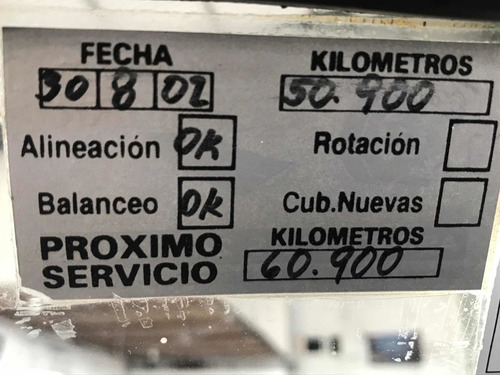 FECHA KILOMETROS
30 8 02 50.900
Alineación OK Rotación
Balanceo OK Cub.Nuevas
PROXIMO KILOMETROS
SERVICIO 60.900